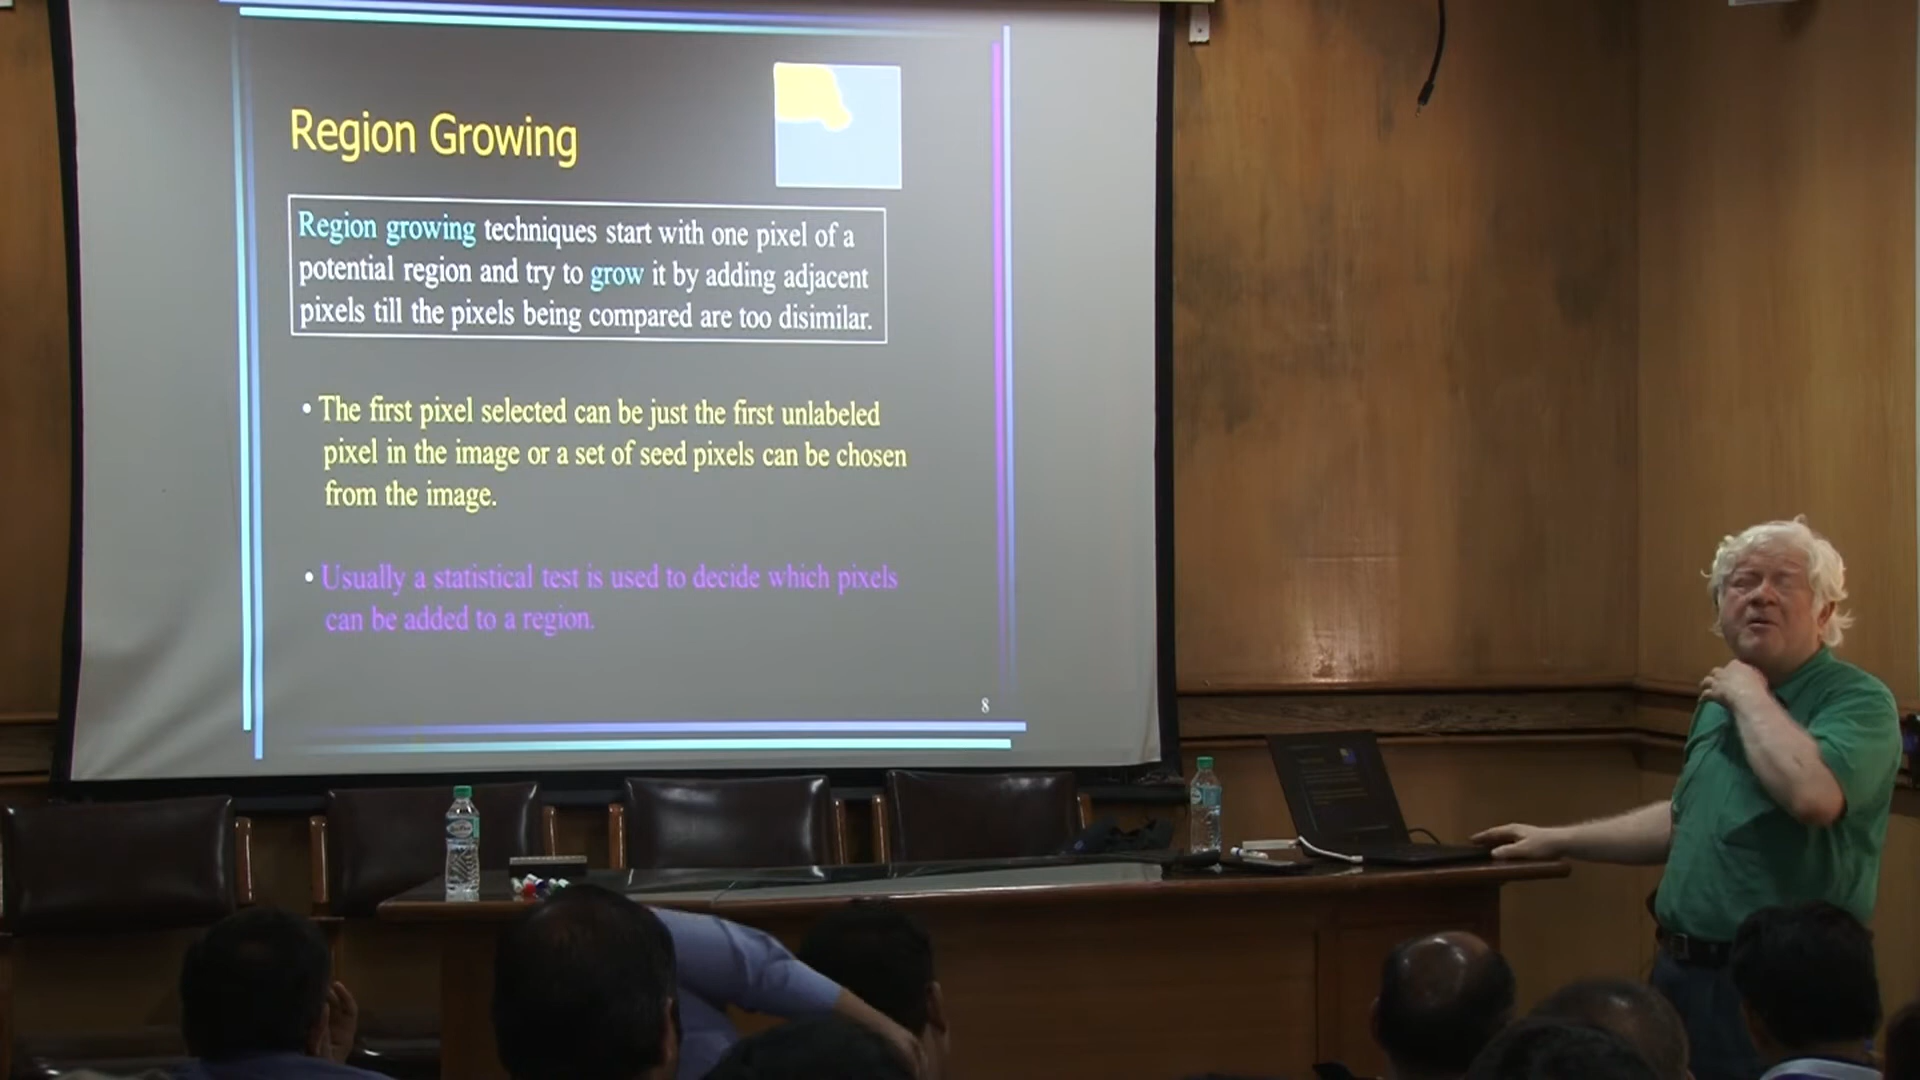 Region Growing
Region growing techniques start with one pixel of a
potential region and try to grow it by adding adjacent
pixels till the pixels being compared are too disimilar.
• The first pixel selected can be just the first unlabeled
pixel in the image or a set of seed pixels can be chosen
from the image.
• Usually a statistical test is used to decide which pixels
can be added to a region.
8